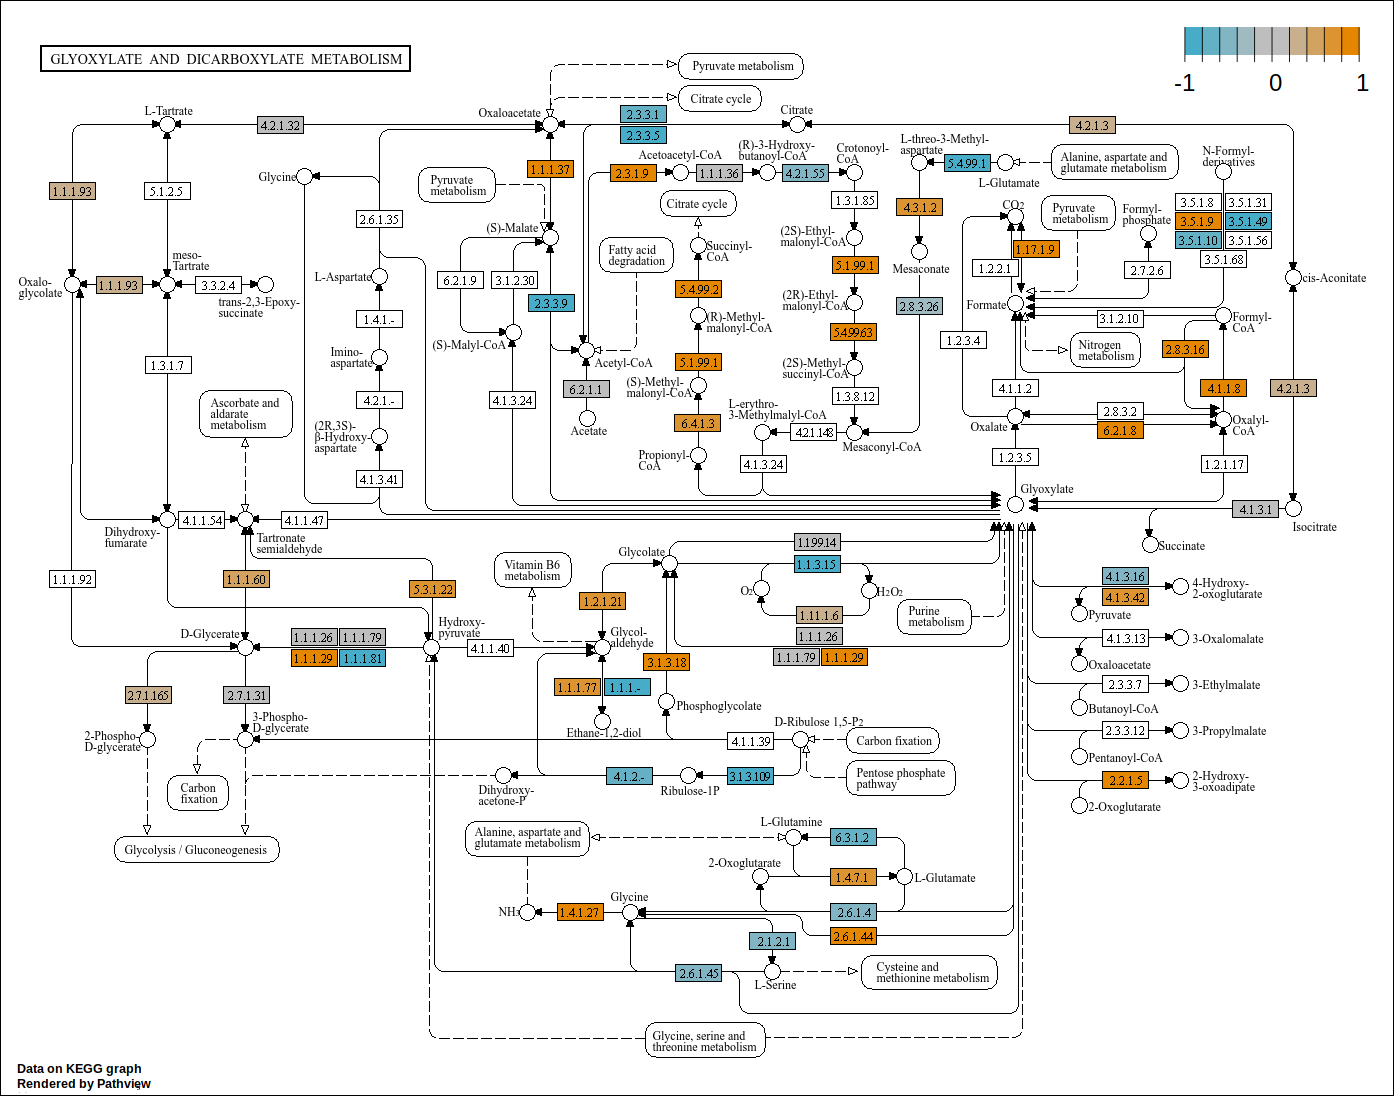 GLYOXYLATE AND DICARBOXYLATE METABOLISM
-1 0 1
Pyruvate metabolism
Citrate cycle
L-Tartrate
4.2.1.32
Oxaloacetate
2.3.3.1
2.3.3.5
Citrate
4.2.1.3
1.1.1.93
5.1.2.5
Glycine
2.6.1.35
Pyruvate
metabolism
1.1.1.37
2.3.1.9
Acetoacetyl-CoA
1.1.1.36
(R)-3-Hydroxy-
butanoyl-CoA
4.2.1.55
Crotonoyl-
CoA
L-threo-3-Methyl-
aspartate
5.4.99.1
L-Glutamate
Alanine, aspartate and
glutamate metabolism
N-Formyl-
derivatives
1.3.1.85
Citrate cycle
4.3.1.2
CO2
Pyruvate
metabolism
Formyl-
phosphate
3.5.1.8
3.5.1.31
3.5.1.9
3.5.1.49
3.5.1.10
3.5.1.56
3.5.1.68
(S)-Malate
Fatty acid
degradation
Succinyl-
CoA
(2S)-Ethyl-
malonyl-CoA
Mesaconate
1.17.1.9
1.2.2.1
2.7.2.6
meso-
Tartrate
Oxalo-
glycolate
1.1.1.93
3.3.2.4
trans-2,3-Epoxy-
succinate
L-Aspartate
6.2.1.9
3.1.2.30
2.3.3.9
5.4.99.2
5.1.99.1
(2R)-Ethyl-
malonyl-CoA
2.8.3.26
Formate
3.1.2.10
Formyl-
CoA
cis-Aconitate
1.4.1.-
(S)-Malyl-CoA
(R)-Methyl-
malonyl-CoA
5.4.99.63
1.2.3.4
Nitrogen
metabolism
2.8.3.16
1.3.1.7
Imino-
aspartate
Acetyl-CoA
5.1.99.1
(2S)-Methyl-
succinyl-CoA
Ascorbate and
aldarate
metabolism
4.2.1.-
4.1.3.24
6.2.1.1
(S)-Methyl-
malonyl-CoA
1.3.8.12
4.1.1.2
4.1.1.8
4.2.1.3
Acetate
6.4.1.3
L-erythro-
3-Methylmalyl-CoA
4.2.1.148
Mesaconyl-CoA
Oxalate
2.8.3.2
6.2.1.8
Oxalyl-
CoA
(2R,3S)-
β-Hydroxy-
aspartate
Propionyl-
CoA
4.1.3.24
1.2.3.5
1.2.1.17
4.1.3.41
Glyoxylate
4.1.3.1
Isocitrate
Dihydroxy-
fumarate
4.1.1.54
4.1.1.47
Tartronate
semialdehyde
Succinate
1.1.1.92
1.1.1.60
5.3.1.22
Vitamin B6
metabolism
Glycolate
1.1.99.14
1.1.3.15
O2
H2O2
1.11.1.6
1.2.1.21
Purine
metabolism
4.1.3.16
4.1.3.42
4-Hydroxy-
2-oxoglutarate
Pyruvate
D-Glycerate
1.1.1.26
1.1.1.79
1.1.1.29
1.1.1.81
Hydroxy-
pyruvate
4.1.1.40
Glycol-
aldehyde
3.1.3.18
1.1.1.26
1.1.1.79
1.1.1.29
4.1.3.13
3-Oxalomalate
Oxaloacetate
2.7.1.165
2.7.1.31
1.1.1.77
1.1.1.-
Phosphoglycolate
2.3.3.7
3-Ethylmalate
Butanoyl-CoA
2-Phospho-
D-glycerate
3-Phospho-
D-glycerate
Ethane-1,2-diol
D-Ribulose 1,5-P2
4.1.1.39
Carbon fixation
2.3.3.12
3-Propylmalate
Pentanoyl-CoA
Carbon
fixation
Dihydroxy-
acetone-P
4.1.2.-
Ribulose-1P
3.1.3.109
Pentose phosphate
pathway
2.2.1.5
2-Hydroxy-
3-oxoadipate
2-Oxoglutarate
Glycolysis / Gluconeogenesis
Alanine, aspartate and
glutamate metabolism
L-Glutamine
6.3.1.2
2-Oxoglutarate
1.4.7.1
L-Glutamate
NH3
1.4.1.27
Glycine
2.6.1.4
2.6.1.44
2.1.2.1
2.6.1.45
L-Serine
Cysteine and
methionine metabolism
Glycine, serine and
threonine metabolism
Data on KEGG graph
Rendered by Pathview